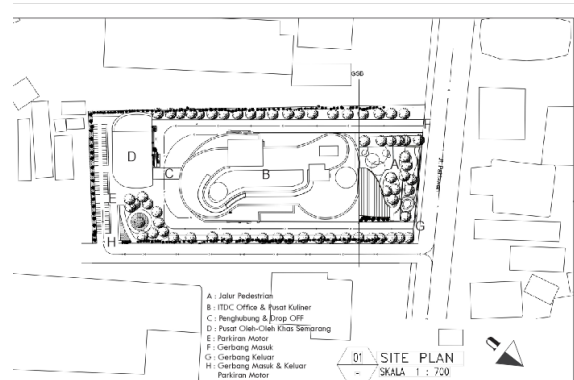 GSB
F
D
C
B
E
G
H
A : Jalur Pedestrian
B : ITDC Office & Pusat Kuliner
C : Penghubung & Drop OFF
D : Pusat Oleh-Oleh Khas Semarang
E : Parkiran Motor
F : Gerbang Masuk
G : Gerbang Keluar
H : Gerbang Masuk & Keluar
Parkiran Motor
01
SITE PLAN
-
SKALA 1 : 700